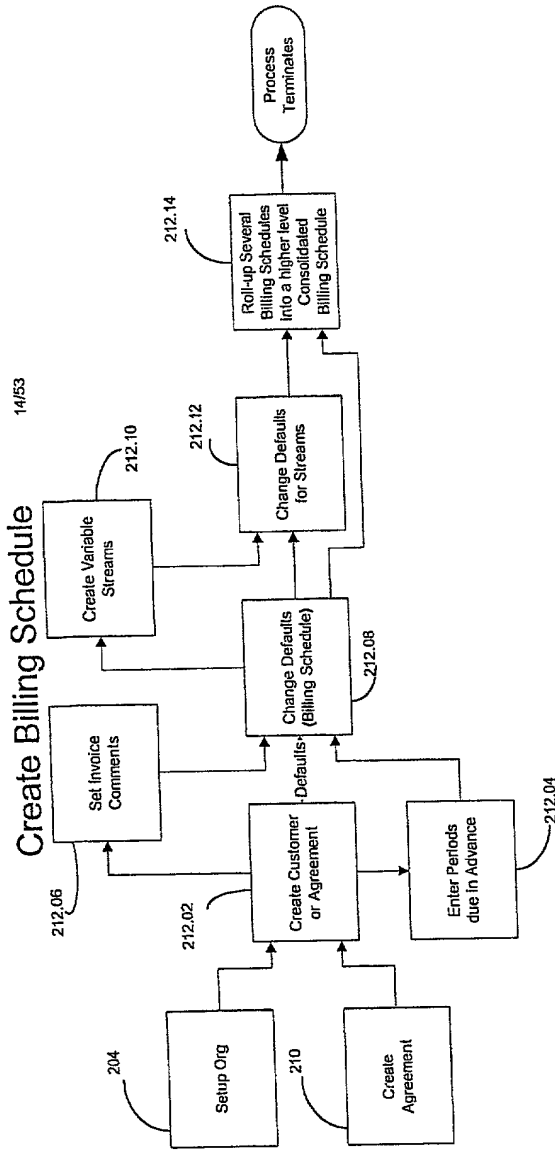 Create Billing Schedule
14/53
204
Setup Org
210
Create
Agreement
212.02
Create Customer
or Agreement
212.06
Set Invoice
Comments
212.04
Enter Periods
due in Advance
Defaults
212.08
Change Defaults
(Billing Schedule)
212.10
Create Variable
Streams
212.12
Change Defaults
for Streams
212.14
Roll-up Several
Billing Schedules
into a higher level
Consolidated
Billing Schedule
Process
Terminates